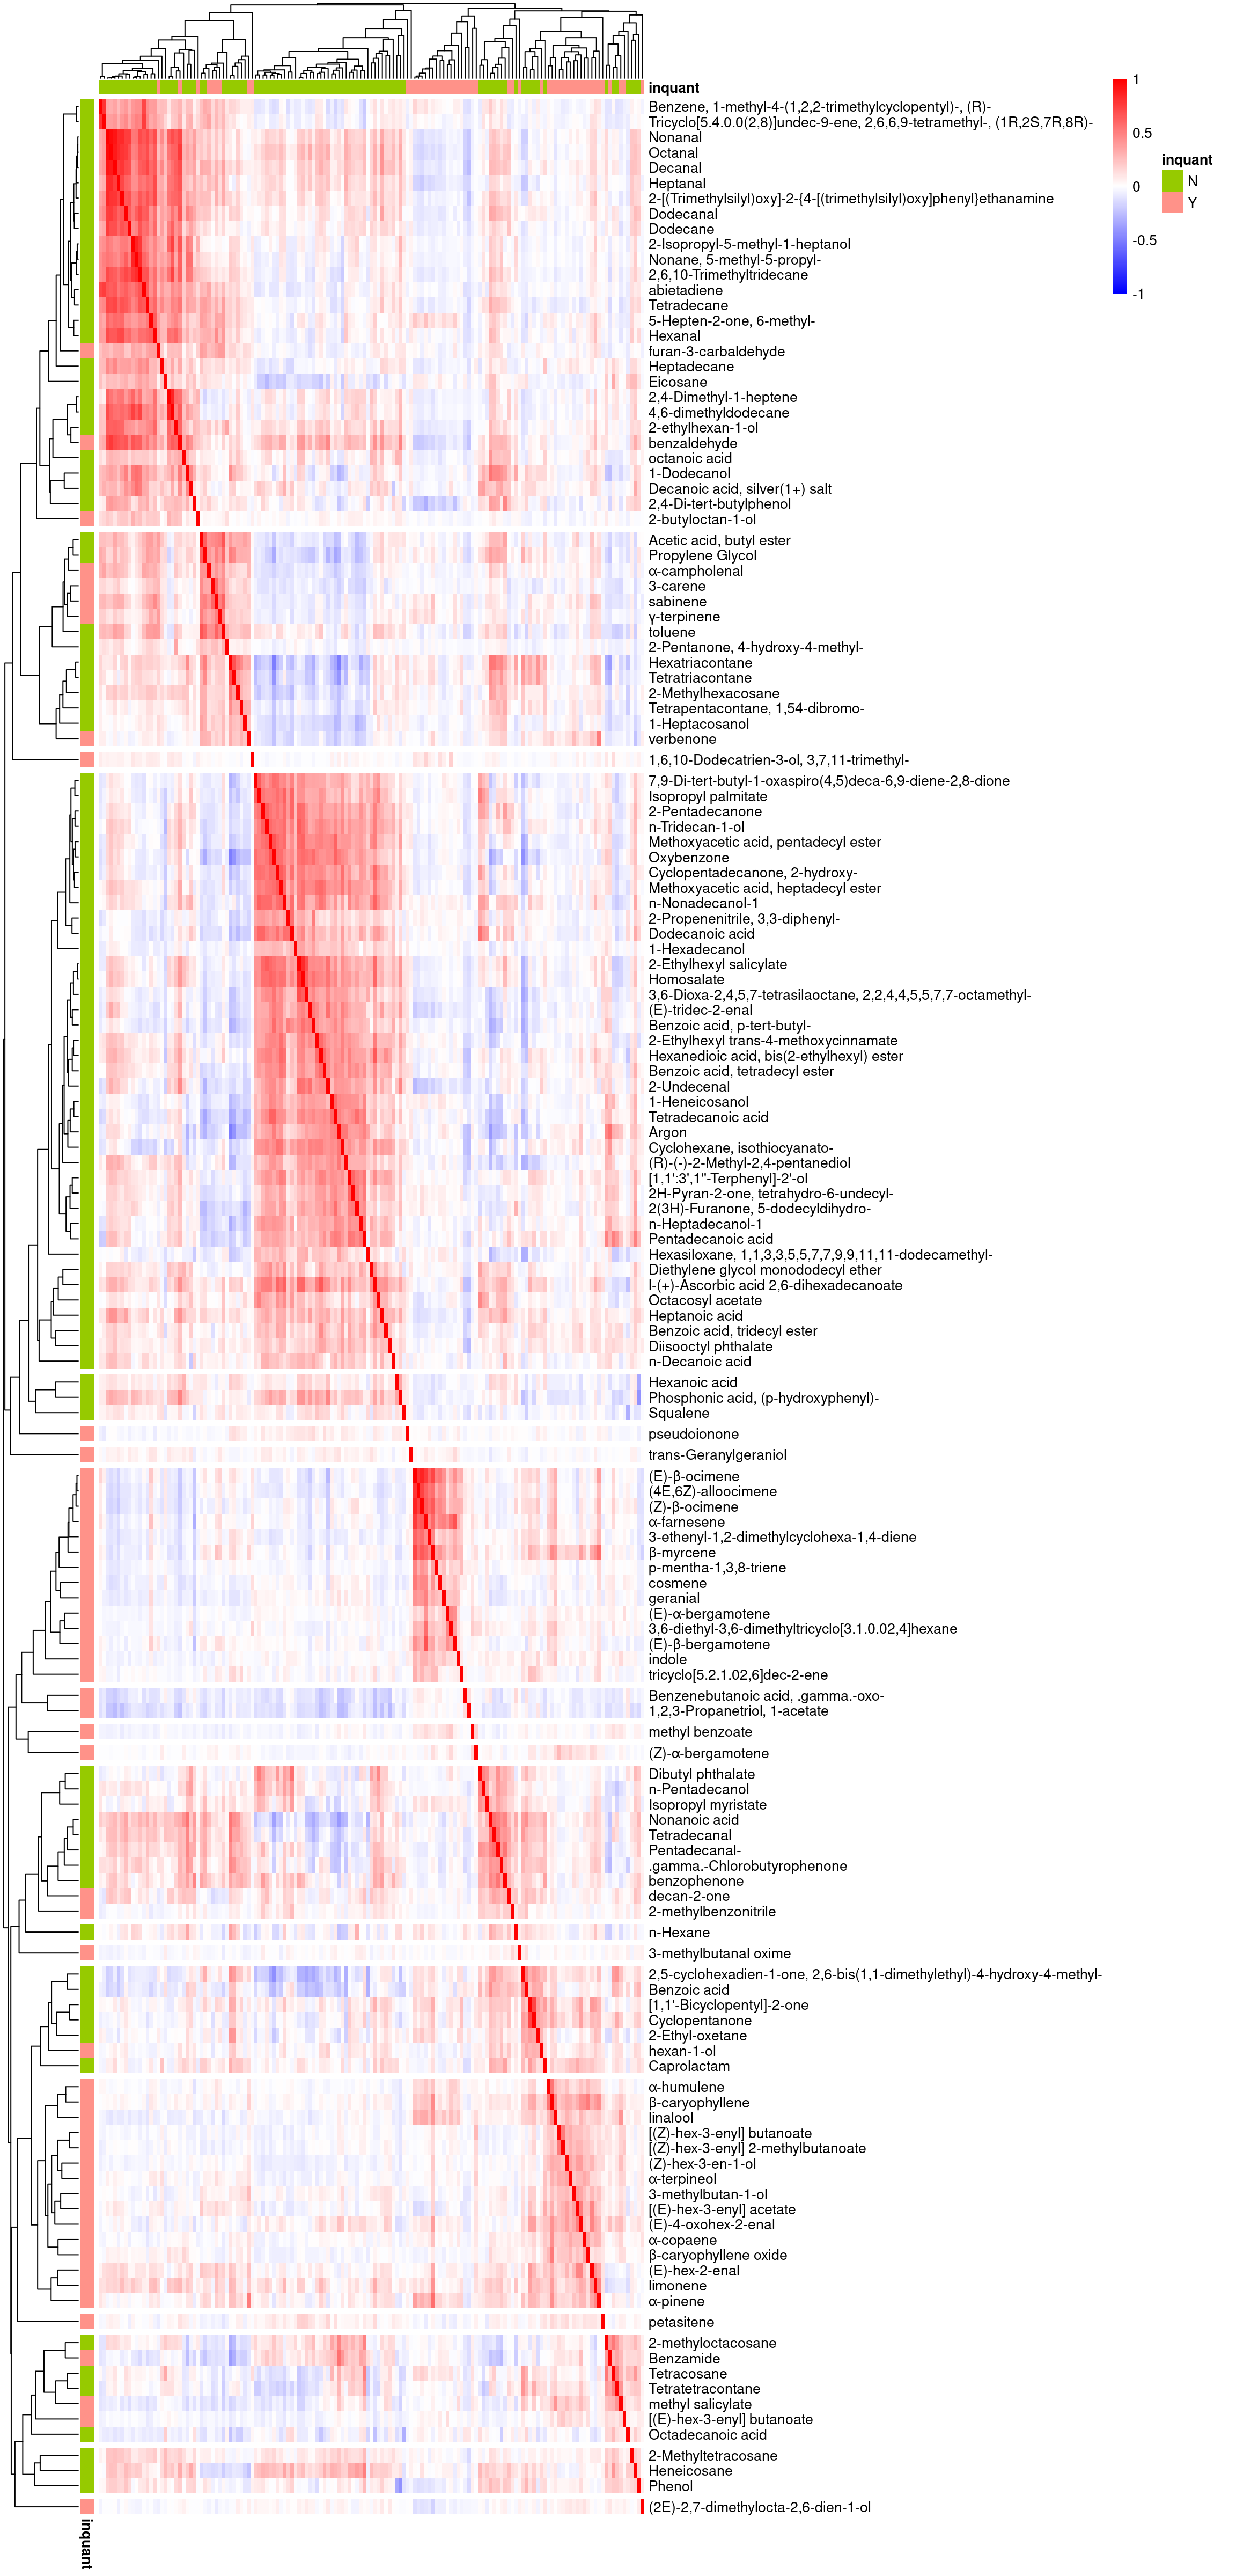 inquant
Benzene, 1-methyl-4-(1,2,2-trimethylcyclopentyl)-, (R)-
Tricyclo[5.4.0.0(2,8)]undec-9-ene, 2,6,6,9-tetramethyl-, (1R,2S,7R,8R)-
Nonanal
Octanal
Decanal
Heptanal
2-[(Trimethylsilyl)oxy]-2-{4-[(trimethylsilyl)oxy]phenyl}ethanamine
Dodecanal
Dodecane
2-Isopropyl-5-methyl-1-heptanol
Nonane, 5-methyl-5-propyl-
2,6,10-Trimethyltridecane
abietadiene
Tetradecane
5-Hepten-2-one, 6-methyl-
Hexanal
furan-3-carbaldehyde
Heptadecane
Eicosane
2,4-Dimethyl-1-heptene
4,6-dimethyldodecane
2-ethylhexan-1-ol
benzaldehyde
octanoic acid
1-Dodecanol
Decanoic acid, silver(1+) salt
2,4-Di-tert-butylphenol
2-butyloctan-1-ol
Acetic acid, butyl ester
Propylene Glycol
α-campholenal
3-carene
sabinene
γ-terpinene
toluene
2-Pentanone, 4-hydroxy-4-methyl-
Hexatriacontane
Tetratriacontane
2-Methylhexacosane
Tetrapentacontane, 1,54-dibromo-
1-Heptacosanol
verbenone
1,6,10-Dodecatrien-3-ol, 3,7,11-trimethyl-
7,9-Di-tert-butyl-1-oxaspiro(4,5)deca-6,9-diene-2,8-dione
Isopropyl palmitate
2-Pentadecanone
n-Tridecan-1-ol
Methoxyacetic acid, pentadecyl ester
Oxybenzone
Cyclopentadecanone, 2-hydroxy-
Methoxyacetic acid, heptadecyl ester
n-Nonadecanol-1
2-Propenenitrile, 3,3-diphenyl-
Dodecanoic acid
1-Hexadecanol
2-Ethylhexyl salicylate
Homosalate
3,6-Dioxa-2,4,5,7-tetrasilaoctane, 2,2,4,4,5,5,7,7-octamethyl-
(E)-tridec-2-enal
Benzoic acid, p-tert-butyl-
2-Ethylhexyl trans-4-methoxycinnamate
Hexanedioic acid, bis(2-ethylhexyl) ester
Benzoic acid, tetradecyl ester
2-Undecenal
1-Heneicosanol
Tetradecanoic acid
Argon
Cyclohexane, isothiocyanato-
(R)-(-)-2-Methyl-2,4-pentanediol
[1,1':3',1''-Terphenyl]-2'-ol
2H-Pyran-2-one, tetrahydro-6-undecyl-
2(3H)-Furanone, 5-dodecyldihydro-
n-Heptadecanol-1
Pentadecanoic acid
Hexasiloxane, 1,1,3,3,5,5,7,7,9,9,11,11-dodecamethyl-
Diethylene glycol monododecyl ether
l-(+)-Ascorbic acid 2,6-dihexadecanoate
Octacosyl acetate
Heptanoic acid
Benzoic acid, tridecyl ester
Diisooctyl phthalate
n-Decanoic acid
Hexanoic acid
Phosphonic acid, (p-hydroxyphenyl)-
Squalene
pseudoionone
trans-Geranylgeraniol
(E)-β-ocimene
(4E,6Z)-alloocimene
(Z)-β-ocimene
α-farnesene
3-ethenyl-1,2-dimethylcyclohexa-1,4-diene
β-myrcene
p-mentha-1,3,8-triene
cosmene
geranial
(E)-α-bergamotene
3,6-diethyl-3,6-dimethyltricyclo[3.1.0.02,4]hexane
(E)-β-bergamotene
indole
tricyclo[5.2.1.02,6]dec-2-ene
Benzenebutanoic acid, .gamma.-oxo-
1,2,3-Propanetriol, 1-acetate
methyl benzoate
(Z)-α-bergamotene
Dibutyl phthalate
n-Pentadecanol
Isopropyl myristate
Nonanoic acid
Tetradecanal
Pentadecanal-
.gamma.-Chlorobutyrophenone
benzophenone
decan-2-one
2-methylbenzonitrile
n-Hexane
3-methylbutanal oxime
2,5-cyclohexadien-1-one, 2,6-bis(1,1-dimethylethyl)-4-hydroxy-4-methyl-
Benzoic acid
[1,1'-Bicyclopentyl]-2-one
Cyclopentanone
2-Ethyl-oxetane
hexan-1-ol
Caprolactam
α-humulene
β-caryophyllene
linalool
[(Z)-hex-3-enyl] butanoate
[(Z)-hex-3-enyl] 2-methylbutanoate
(Z)-hex-3-en-1-ol
α-terpineol
3-methylbutan-1-ol
[(E)-hex-3-enyl] acetate
(E)-4-oxohex-2-enal
α-copaene
β-caryophyllene oxide
(E)-hex-2-enal
limonene
α-pinene
petasitene
2-methyloctacosane
Benzamide
Tetracosane
Tetratetracontane
methyl salicylate
[(E)-hex-3-enyl] butanoate
Octadecanoic acid
2-Methyltetracosane
Heneicosane
Phenol
(2E)-2,7-dimethylocta-2,6-dien-1-ol
inquant
1
0.5
0
-0.5
-1
inquant
N
Y